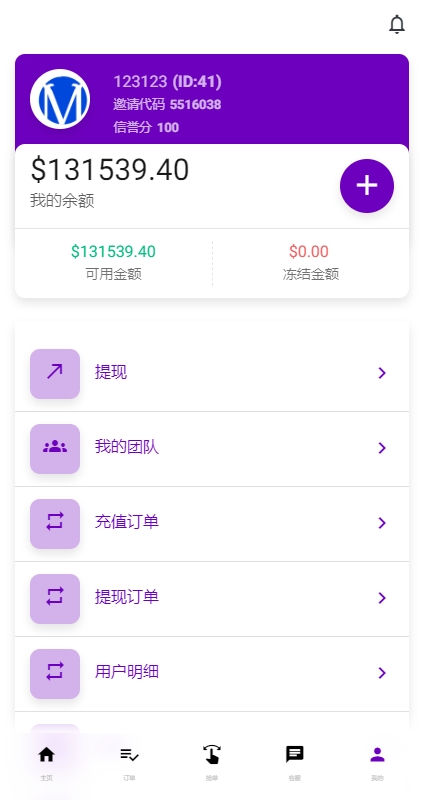 123123 (ID:41)
邀请代码 5516038
信誉分 100
$131539.40
我的余额
$131539.40
可用金额
$0.00
冻结金额
提现
我的团队
充值订单
提现订单
用户明细
主页
订单
抢单
客服
我的